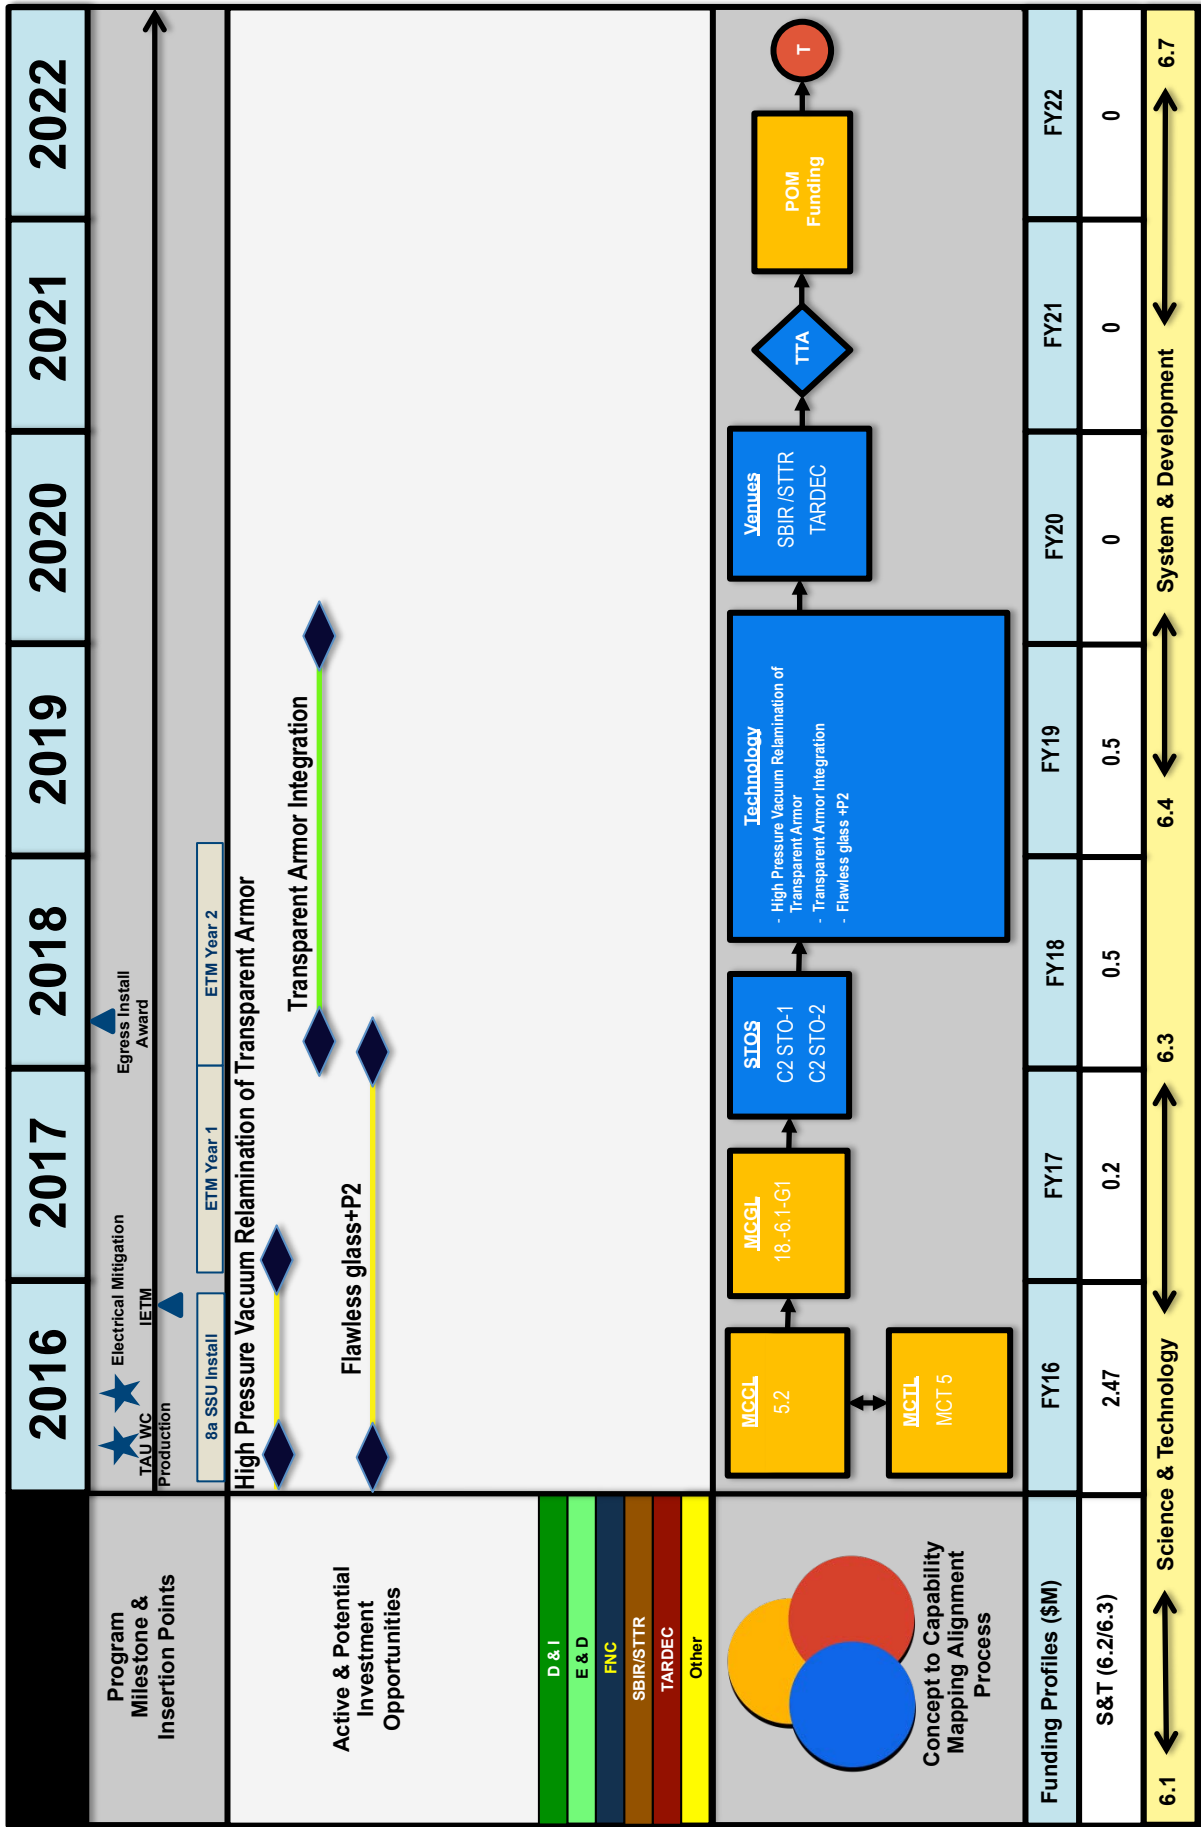 2016
2017
2018
2019
2020
2021
2022
Program
Milestone &
Insertion Points
TAU WC
Production
Electrical Mitigation
IETM
Egress Install
Award
8a SSU Install
ETM Year 1
ETM Year 2
Active & Potential
Investment
Opportunities
High Pressure Vacuum Relamination of Transparent Armor
Transparent Armor Integration
Flawless glass+P2
D & I
E & D
FNC
SBIR/STTR
TARDEC
Other
Concept to Capability
Mapping Alignment
Process
MCCL
5.2
MCTL
MCT 5
MCGL
18.-6.1-G1
STOS
C2 STO-1
C2 STO-2
Technology
- High Pressure Vacuum Relamination of
Transparent Armor
- Transparent Armor Integration
- Flawless glass +P2
Venues
SBIR /STTR
TARDEC
TTA
POM
Funding
T
Funding Profiles ($M)
FY16
FY17
FY18
FY19
FY20
FY21
FY22
S&T (6.2/6.3)
2.47
0.2
0.5
0.5
0
0
0
6.1
Science & Technology
6.3
6.4
System & Development
6.7